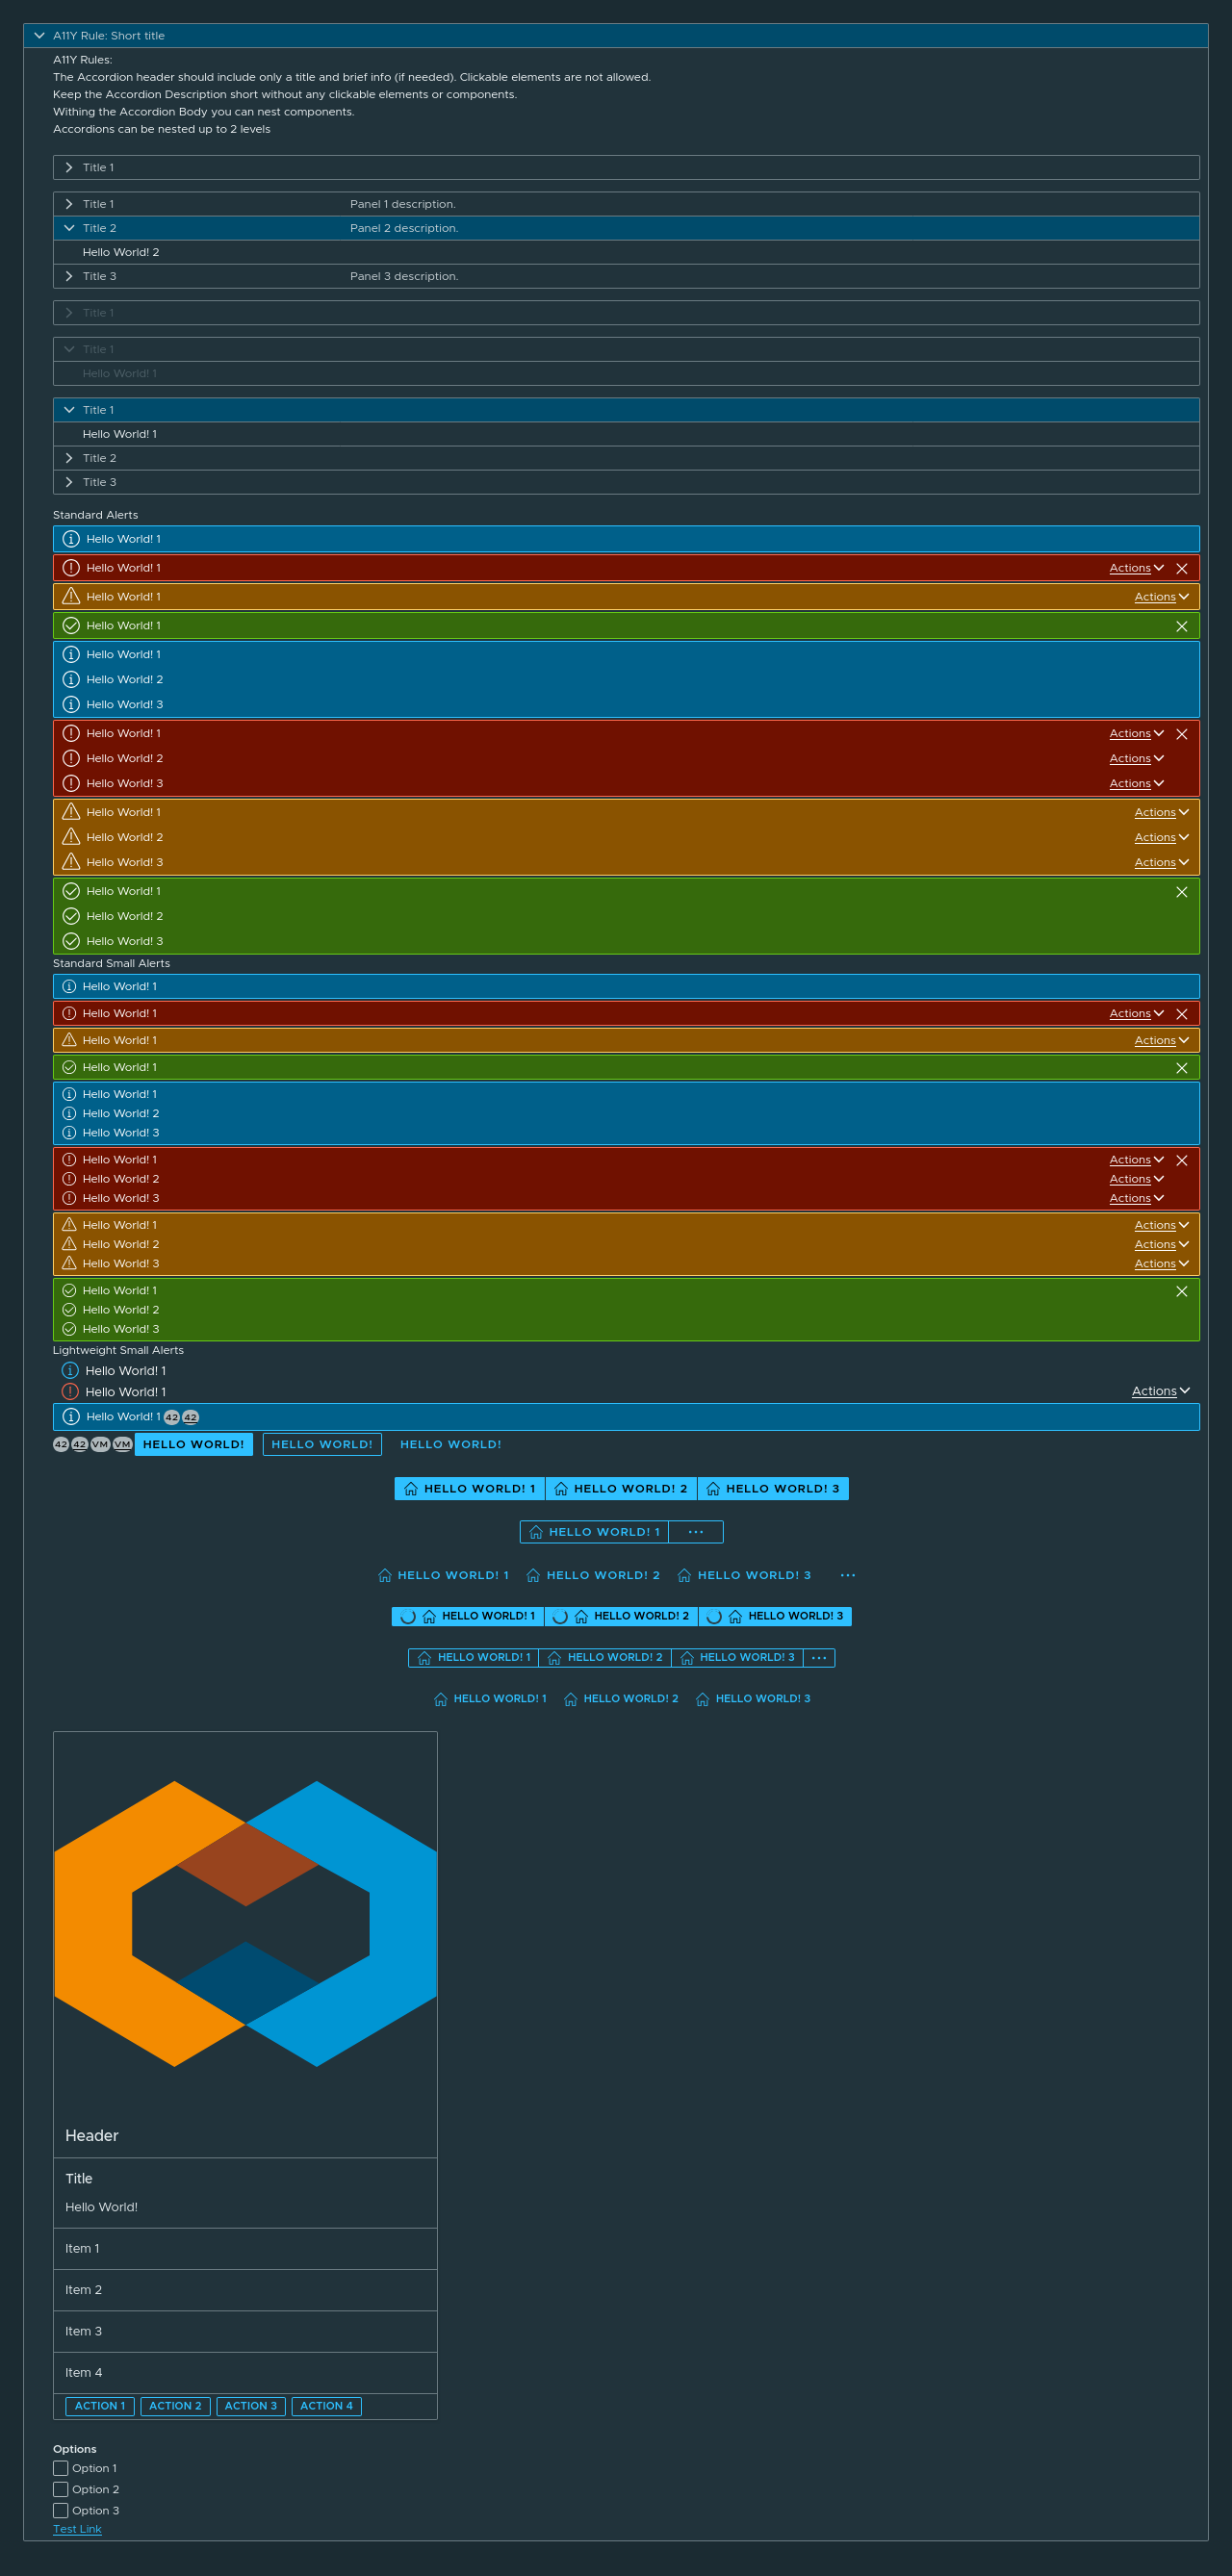 A11Y Rule: Short title
A11Y Rules:
The Accordion header should include only a title and brief info (if needed). Clickable elements are not allowed.
Keep the Accordion Description short without any clickable elements or components.
Withing the Accordion Body you can nest components.
Accordions can be nested up to 2 levels
Title 1
Title 1 Panel 1 description.
Title 2 Panel 2 description.
Hello World! 2
Title 3 Panel 3 description.
Title 1
Title 1
Hello World! 1
Title 1
Hello World! 1
Title 2
Title 3
Standard Alerts
Hello World! 1
Hello World! 1 Actions
Hello World! 1 Actions
Hello World! 1
Hello World! 1
Hello World! 2
Hello World! 3
Hello World! 1 Actions
Hello World! 2 Actions
Hello World! 3 Actions
Hello World! 1 Actions
Hello World! 2 Actions
Hello World! 3 Actions
Hello World! 1
Hello World! 2
Hello World! 3
Standard Small Alerts
Hello World! 1
Hello World! 1 Actions
Hello World! 1 Actions
Hello World! 1
Hello World! 1
Hello World! 2
Hello World! 3
Hello World! 1 Actions
Hello World! 2 Actions
Hello World! 3 Actions
Hello World! 1 Actions
Hello World! 2 Actions
Hello World! 3 Actions
Hello World! 1
Hello World! 2
Hello World! 3
Lightweight Small Alerts
Hello World! 1
Hello World! 1 Actions
Hello World! 1 42 42
42 42 VM VM HELLO WORLD! HELLO WORLD! HELLO WORLD!
HELLO WORLD! 1 HELLO WORLD! 2 HELLO WORLD! 3
HELLO WORLD! 1 ...
HELLO WORLD! 1 HELLO WORLD! 2 HELLO WORLD! 3 ...
HELLO WORLD! 1 HELLO WORLD! 2 HELLO WORLD! 3
HELLO WORLD! 1 HELLO WORLD! 2 HELLO WORLD! 3 ...
HELLO WORLD! 1 HELLO WORLD! 2 HELLO WORLD! 3
Header
Title
Hello World!
Item 1
Item 2
Item 3
Item 4
ACTION 1 ACTION 2 ACTION 3 ACTION 4
Options
Option 1
Option 2
Option 3
Test Link